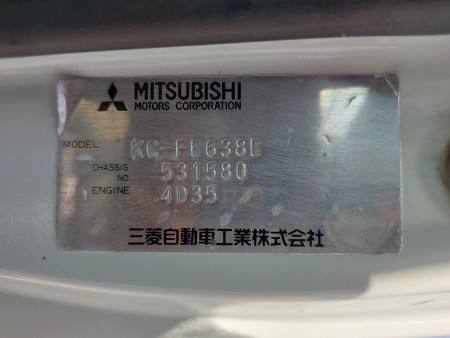 MITSUBISHI
MOTORS CORPORATION
MODEL KC-FE638E
CHASSIS NO. 531580
ENGINE 4D35
三菱自動車工業株式会社